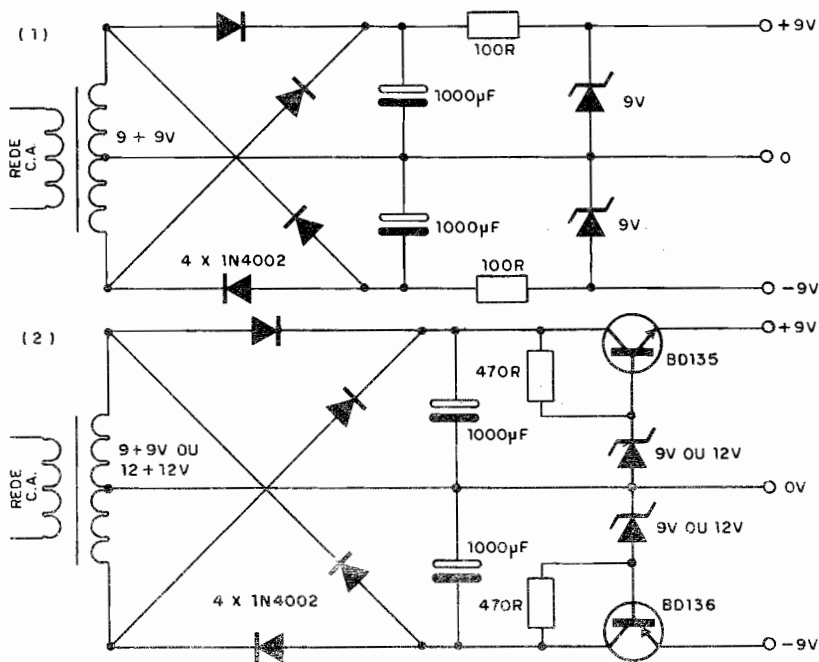 (1)
+9V
100R
1000µF
9V
REDE
C.A.
9 + 9V
0
1000µF
9V
4 X 1N4002
100R
-9V
(2)
+9V
470R
BD135
1000µF
9V OU 12V
REDE
C.A.
9+9V OU
12+12V
0V
9V OU 12V
1000µF
4 X 1N4002
470R
BD136
-9V